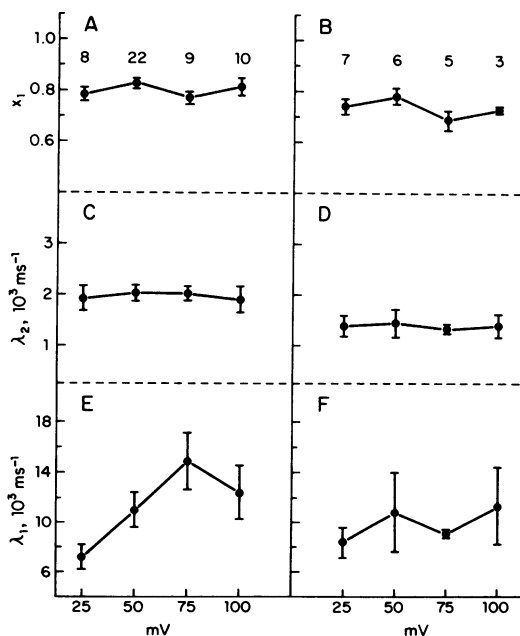 A
B
1.0
0.8
0.6
x₁
8 22 9 10
7 6 5 3
C
D
3
2
1
λ₂, 10³ ms⁻¹
E
F
18
14
10
6
λ₁, 10³ ms⁻¹
25 50 75 100
25 50 75 100
mV
mV